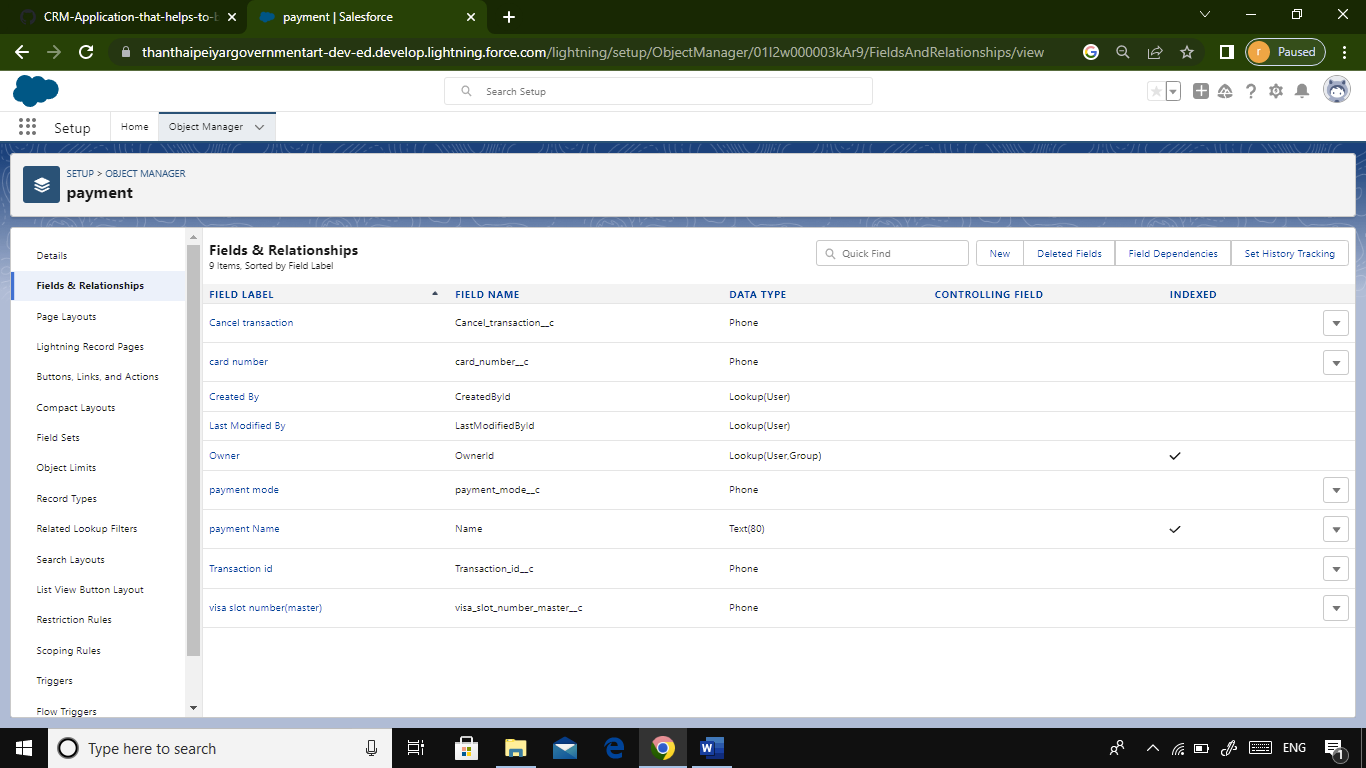 CRM-Application-that-helps-to-b
payment | Salesforce
thanthaipeiyargovernmentart-dev-ed.develop.lightning.force.com/lightning/setup/ObjectManager/01I2w000003kAr9/FieldsAndRelationships/view
r Paused
Search Setup
Setup Home Object Manager
SETUP > OBJECT MANAGER
payment
Details
Fields & Relationships
Page Layouts
Lightning Record Pages
Buttons, Links, and Actions
Compact Layouts
Field Sets
Object Limits
Record Types
Related Lookup Filters
Search Layouts
List View Button Layout
Restriction Rules
Scoping Rules
Triggers
Flow Triggers
Fields & Relationships
9 Items, Sorted by Field Label
Quick Find New Deleted Fields Field Dependencies Set History Tracking
FIELD LABEL FIELD NAME DATA TYPE CONTROLLING FIELD INDEXED
Cancel transaction Cancel_transaction__c Phone
card number card_number__c Phone
Created By CreatedById Lookup(User)
Last Modified By LastModifiedById Lookup(User)
Owner OwnerId Lookup(User,Group)
payment mode payment_mode__c Phone
payment Name Name Text(80)
Transaction id Transaction_id__c Phone
visa slot number(master) visa_slot_number_master__c Phone
Type here to search
ENG
1